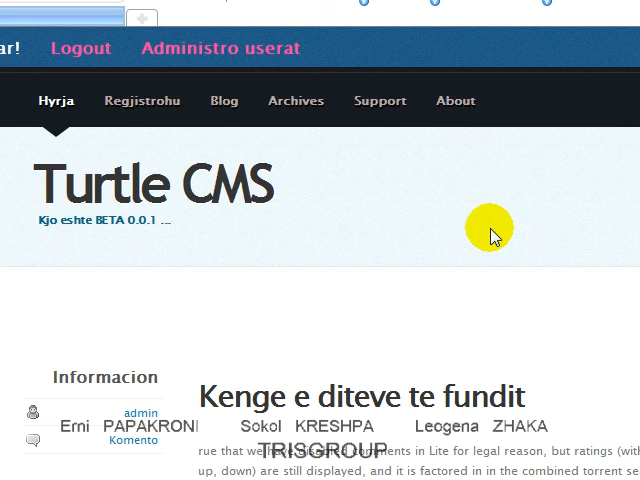 ar! Logout Administro userat
Hyrja Regjistrohu Blog Archives Support About
Turtle CMS
Kjo eshte BETA 0.0.1 ...
Informacion
Kenge e diteve te fundit
admin
Erni PAPAKRONI Sokol KRESHPA Leogena ZHAKA
Komento
rue that we have disabled comments in Lite for legal reason, but ratings (with
TRISGROUP
up, down) are still displayed, and it is factored in in the combined torrent se